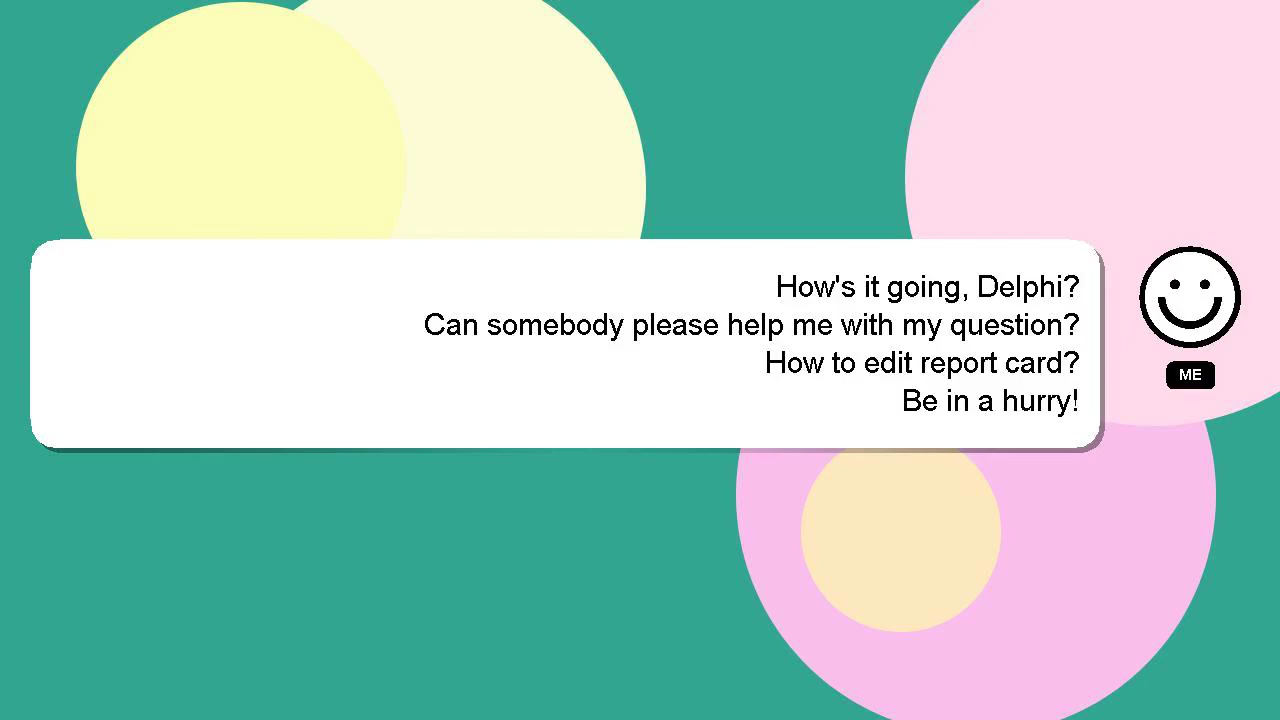 How's it going, Delphi?
Can somebody please help me with my question?
How to edit report card?
Be in a hurry!
ME